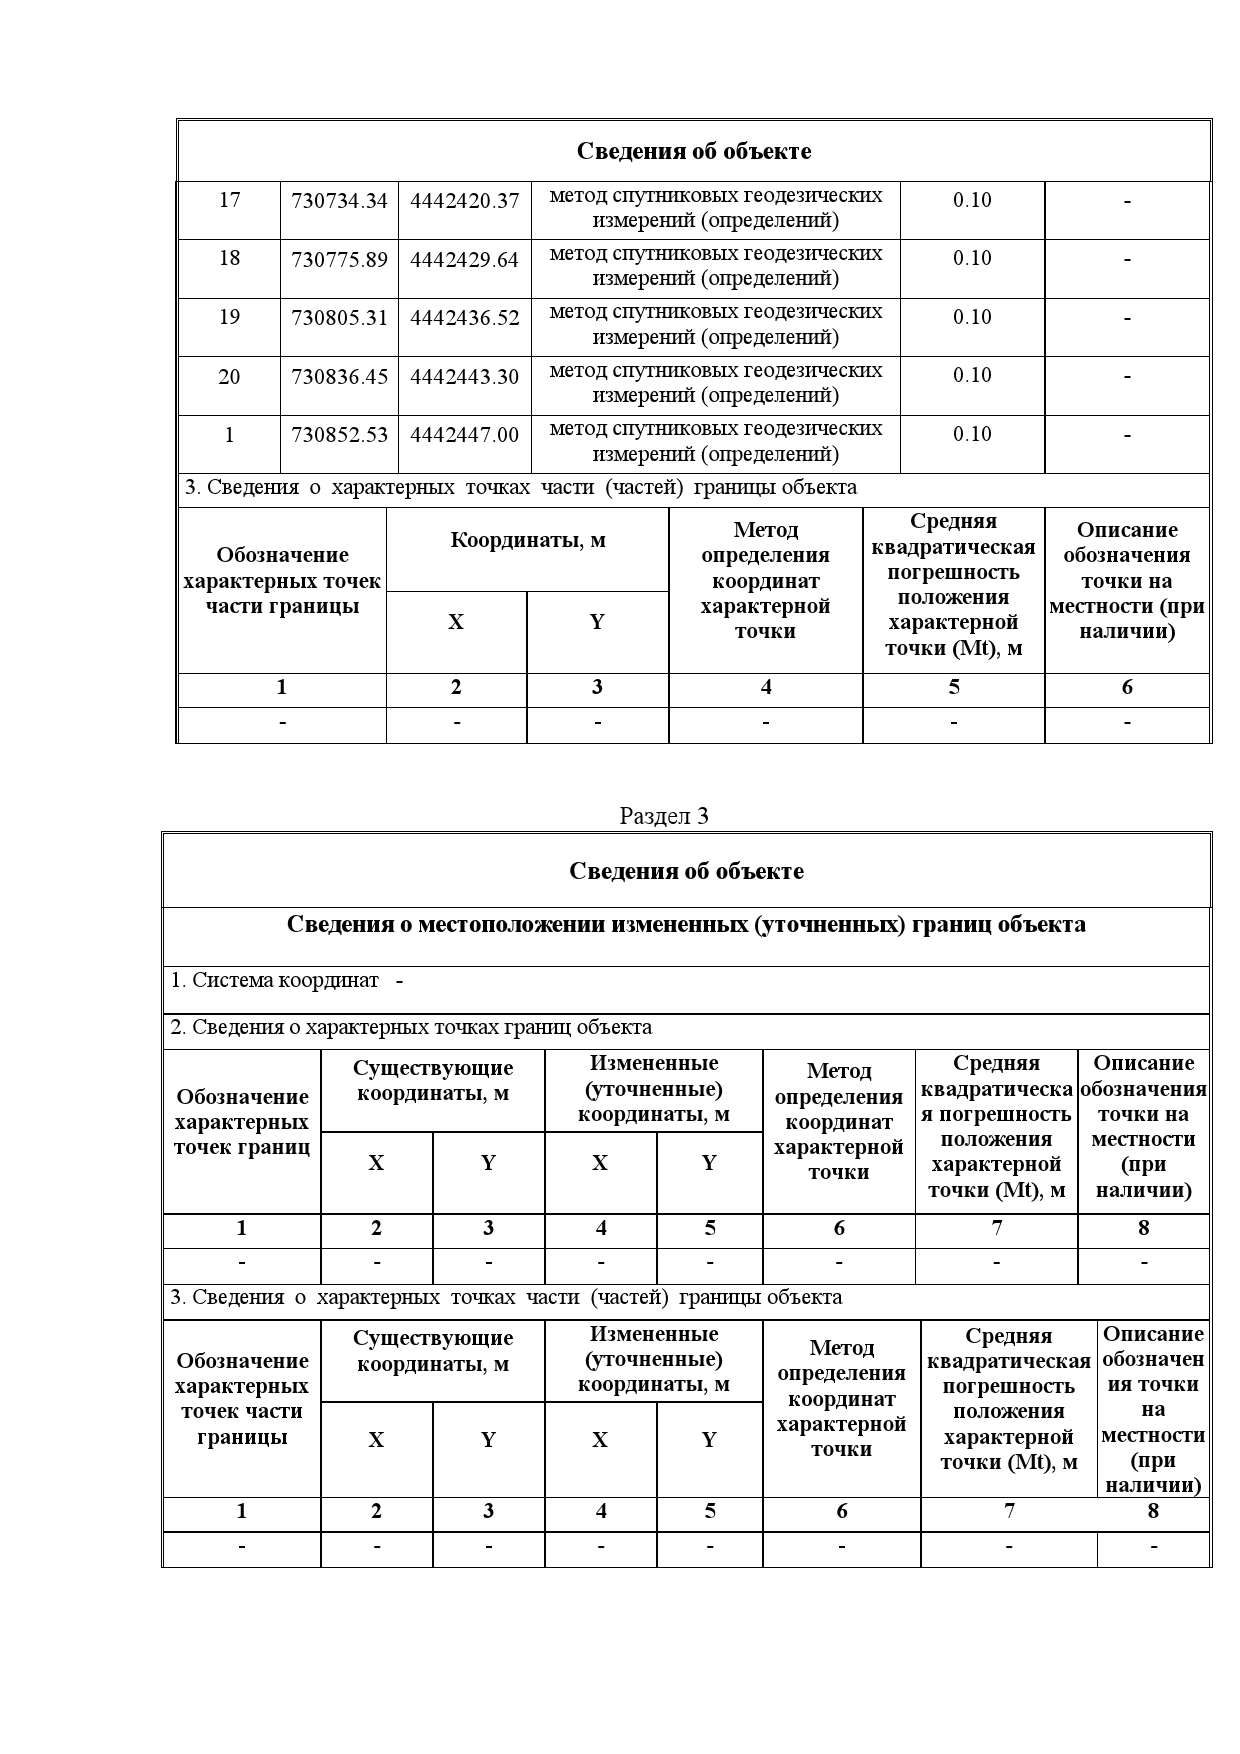 Сведения об объекте
17 730734.34 4442420.37 метод спутниковых геодезических измерений (определений) 0.10 -
18 730775.89 4442429.64 метод спутниковых геодезических измерений (определений) 0.10 -
19 730805.31 4442436.52 метод спутниковых геодезических измерений (определений) 0.10 -
20 730836.45 4442443.30 метод спутниковых геодезических измерений (определений) 0.10 -
1 730852.53 4442447.00 метод спутниковых геодезических измерений (определений) 0.10 -
3. Сведения о характерных точках части (частей) границы объекта
Обозначение
характерных точек
части границы
Координаты, м
X Y
Метод
определения
координат
характерной
точки
Средняя
квадратическая
погрешность
положения
характерной
точки (Mt), м
Описание
обозначения
точки на
местности (при
наличии)
1 2 3 4 5 6
- - - - - -
Раздел 3
Сведения об объекте
Сведения о местоположении измененных (уточненных) границ объекта
1. Система координат -
2. Сведения о характерных точках границ объекта
Обозначение
характерных
точек границ
Существующие
координаты, м
X Y
Измененные
(уточненные)
координаты, м
X Y
Метод
определения
координат
характерной
точки
Средняя
квадратическа
я погрешность
положения
характерной
точки (Mt), м
Описание
обозначения
точки на
местности
(при
наличии)
1 2 3 4 5 6 7 8
- - - - - - - -
3. Сведения о характерных точках части (частей) границы объекта
Обозначение
характерных
точек части
границы
Существующие
координаты, м
X Y
Измененные
(уточненные)
координаты, м
X Y
Метод
определения
координат
характерной
точки
Средняя
квадратическая
погрешность
положения
характерной
точки (Mt), м
Описание
обозначен
ия точки
на
местности
(при
наличии)
1 2 3 4 5 6 7 8
- - - - - - - -